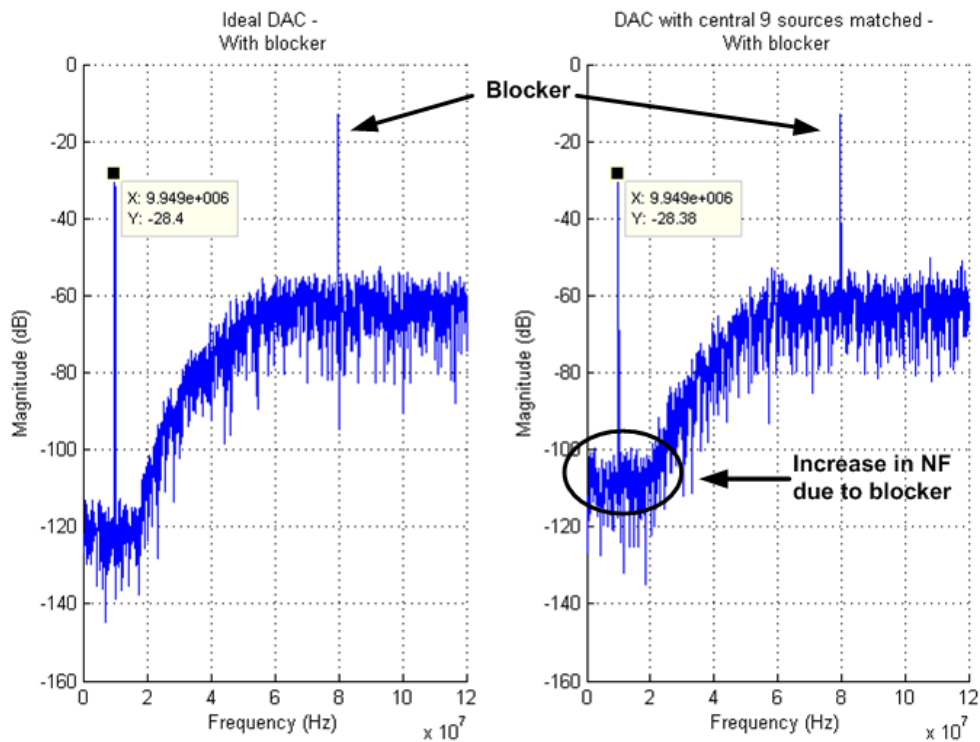 Ideal DAC -
With blocker
0
-20
-40
-60
-80
-100
-120
-140
-160
Magnitude (dB)
X: 9.949e+006
Y: -28.4
0
2
4
6
8
10
12
Frequency (Hz)
x 10^7
Blocker
DAC with central 9 sources matched -
With blocker
0
-20
-40
-60
-80
-100
-120
-140
-160
Magnitude (dB)
X: 9.949e+006
Y: -28.38
Increase in NF
due to blocker
0
2
4
6
8
10
12
Frequency (Hz)
x 10^7